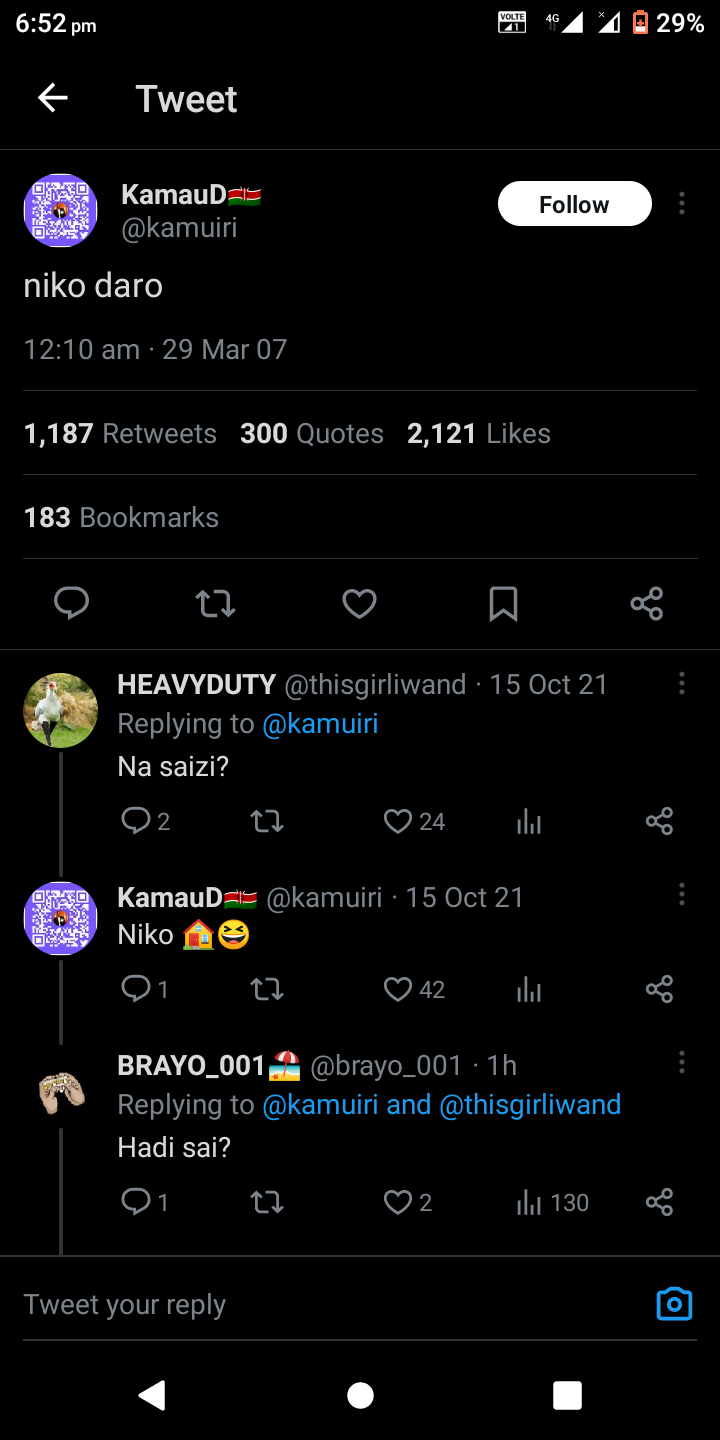 6:52 pm VOLTE 1 4G 29%
Tweet
KamauD🇰🇪
@kamuiri
Follow
niko daro
12:10 am · 29 Mar 07
1,187 Retweets 300 Quotes 2,121 Likes
183 Bookmarks
HEAVYDUTY @thisgirliwand · 15 Oct 21
Replying to @kamuiri
Na saizi?
2 24
KamauD🇰🇪 @kamuiri · 15 Oct 21
Niko 🏠😆
1 42
BRAYO_001🏖 @brayo_001 · 1h
Replying to @kamuiri and @thisgirliwand
Hadi sai?
1 2 130
Tweet your reply